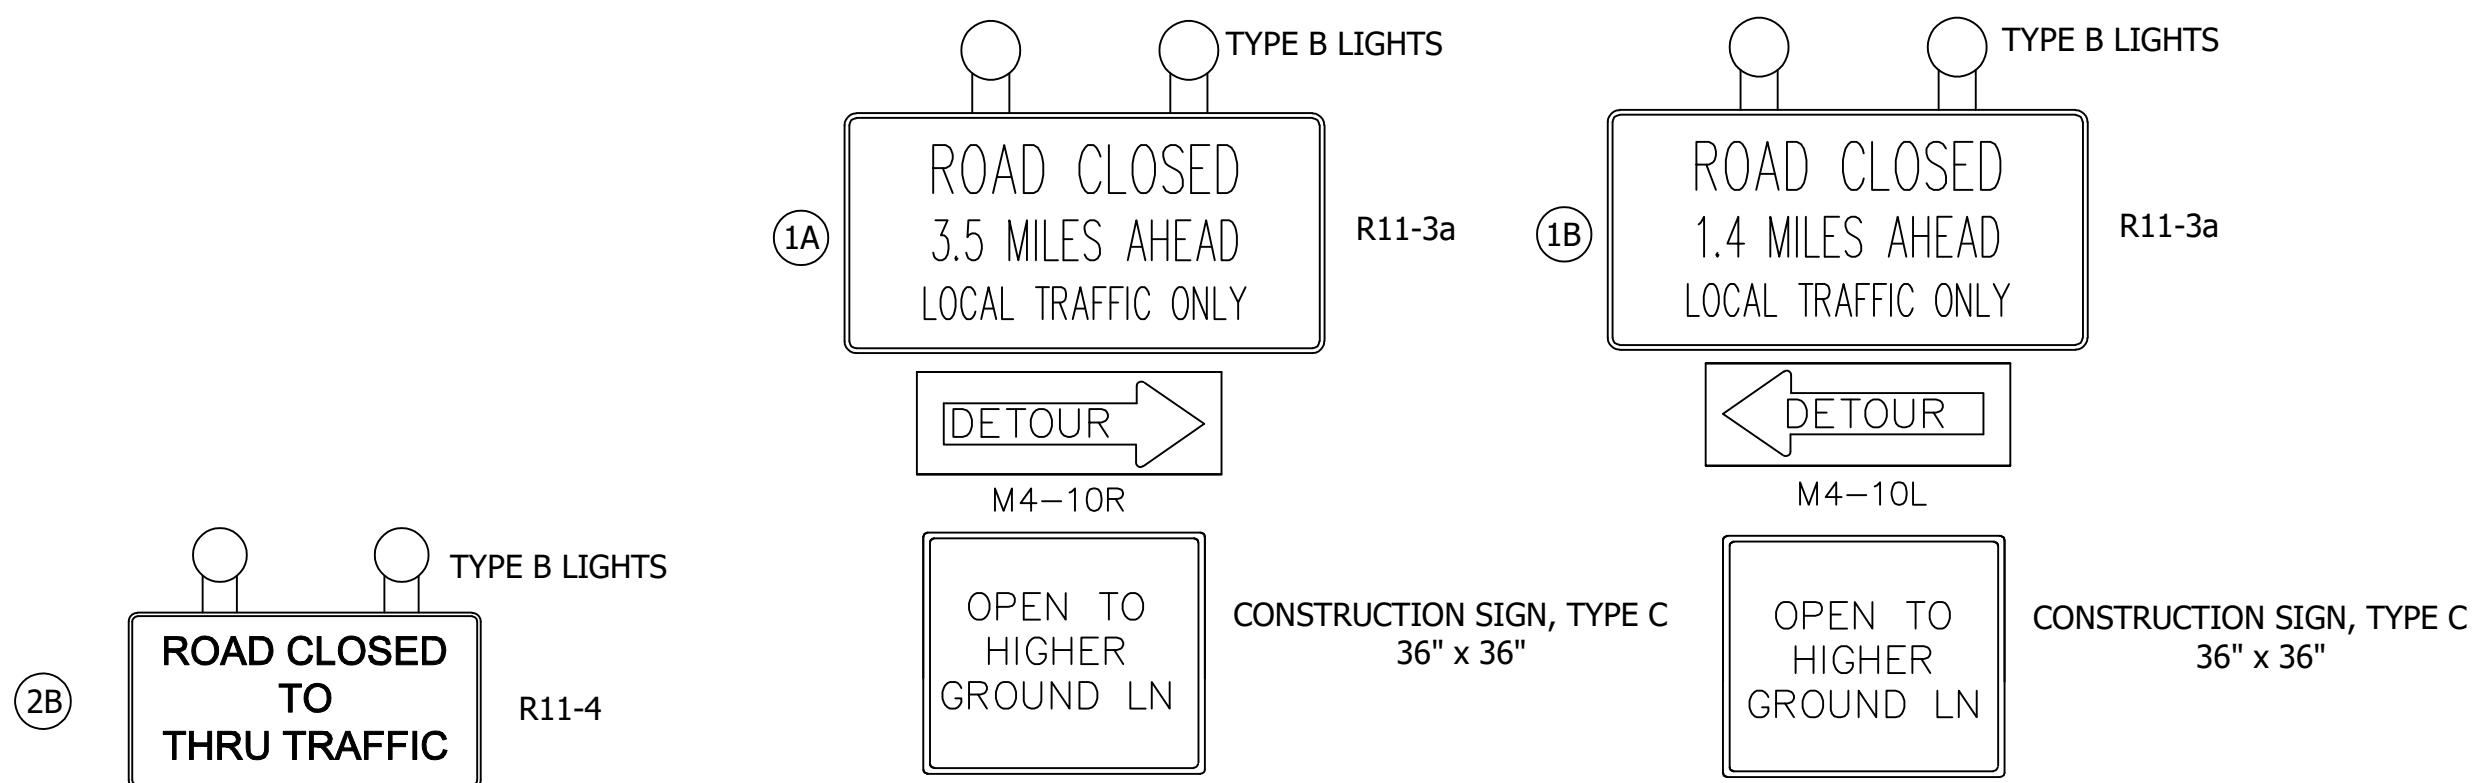 TYPE B LIGHTS
1A
ROAD CLOSED
3.5 MILES AHEAD
LOCAL TRAFFIC ONLY
R11-3a
DETOUR
M4-10R
OPEN TO
HIGHER
GROUND LN
CONSTRUCTION SIGN, TYPE C
36" x 36"
TYPE B LIGHTS
1B
ROAD CLOSED
1.4 MILES AHEAD
LOCAL TRAFFIC ONLY
R11-3a
DETOUR
M4-10L
OPEN TO
HIGHER
GROUND LN
CONSTRUCTION SIGN, TYPE C
36" x 36"
TYPE B LIGHTS
2B
ROAD CLOSED
TO
THRU TRAFFIC
R11-4